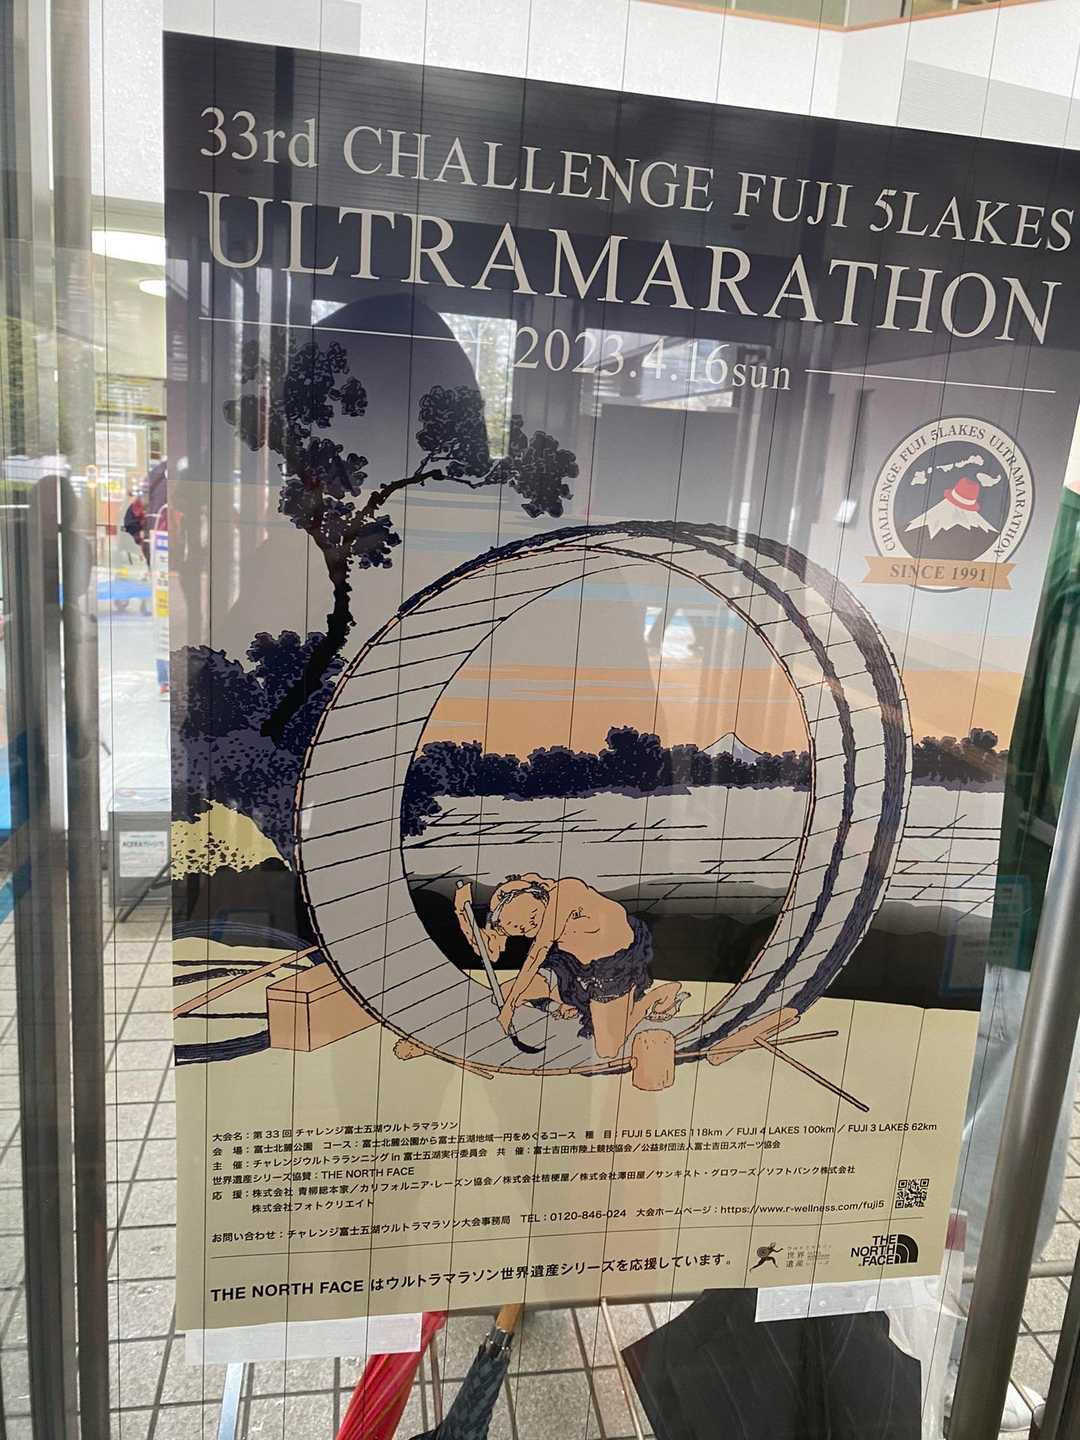 33rd CHALLENGE FUJI 5LAKES
ULTRAMARATHON
2023.4.16sun
CHALLENGE FUJI 5LAKES ULTRAMARATHON
SINCE 1991
大会名：第33回 チャレンジ富士五湖ウルトラマラソン
会　場：富士北麓公園　コース：富士北麓公園から富士五湖地域一円をめぐるコース　種　目：FUJI 5 LAKES 118km ／ FUJI 4 LAKES 100km ／ FUJI 3 LAKES 62km
主　催：チャレンジウルトラランニング in 富士五湖実行委員会　共　催：富士吉田市陸上競技協会／公益財団法人富士吉田スポーツ協会
世界遺産シリーズ協賛：THE NORTH FACE
応　援：株式会社 青柳総本家／カリフォルニア・レーズン協会／株式会社桔梗屋／株式会社澤田屋／サンキスト・グロワーズ／ソフトバンク株式会社
株式会社フォトクリエイト
お問い合わせ：チャレンジ富士五湖ウルトラマラソン大会事務局　TEL：0120-846-024　大会ホームページ：https://www.r-wellness.com/fuji5
THE NORTH FACE はウルトラマラソン世界遺産シリーズを応援しています。
世界
遺産
THE
NORTH
FACE